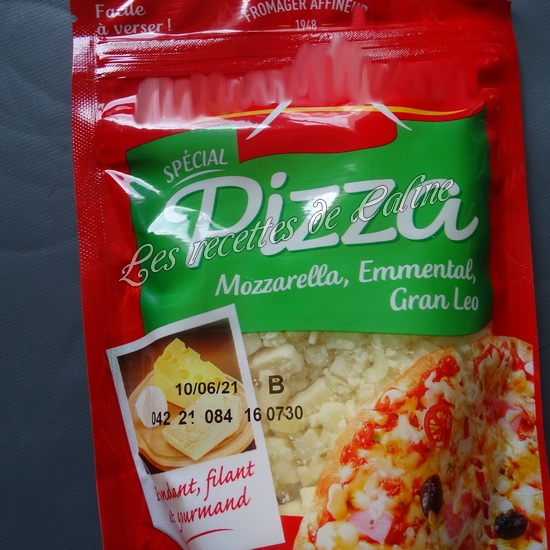 Facile
à verser !
FROMAGER AFFINEUR
1948
SPÉCIAL
Pizza
Les recettes de Caline
Mozzarella, Emmental,
Gran Leo
10/06/21 B
042 21 084 16 0730
fondant, filant
et gourmand